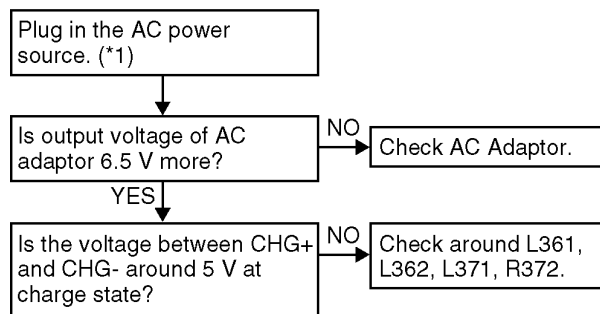 Plug in the AC power
source. (*1)
Is output voltage of AC
adaptor 6.5 V more?
NO
Check AC Adaptor.
YES
Is the voltage between CHG+
and CHG- around 5 V at
charge state?
NO
Check around L361,
L362, L371, R372.